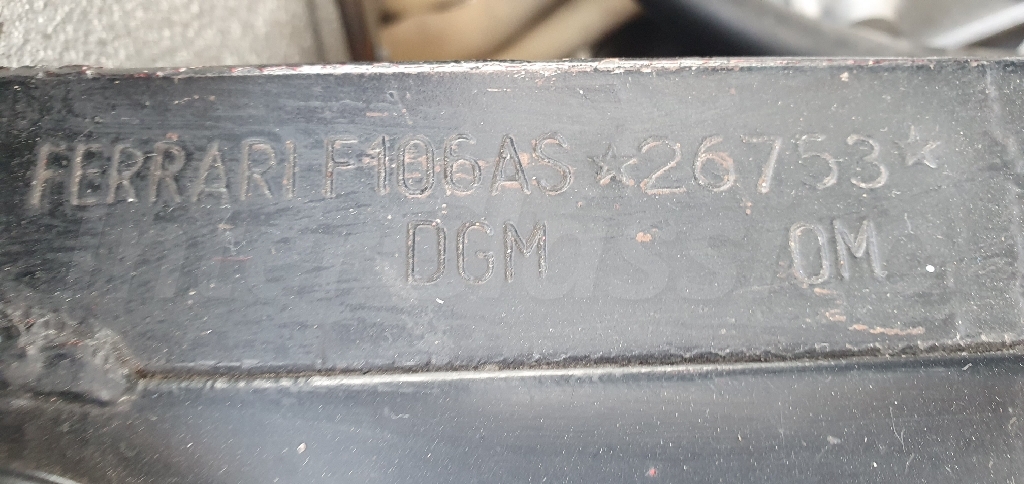 FERRARI F106AS ☆26753☆
DGM OM